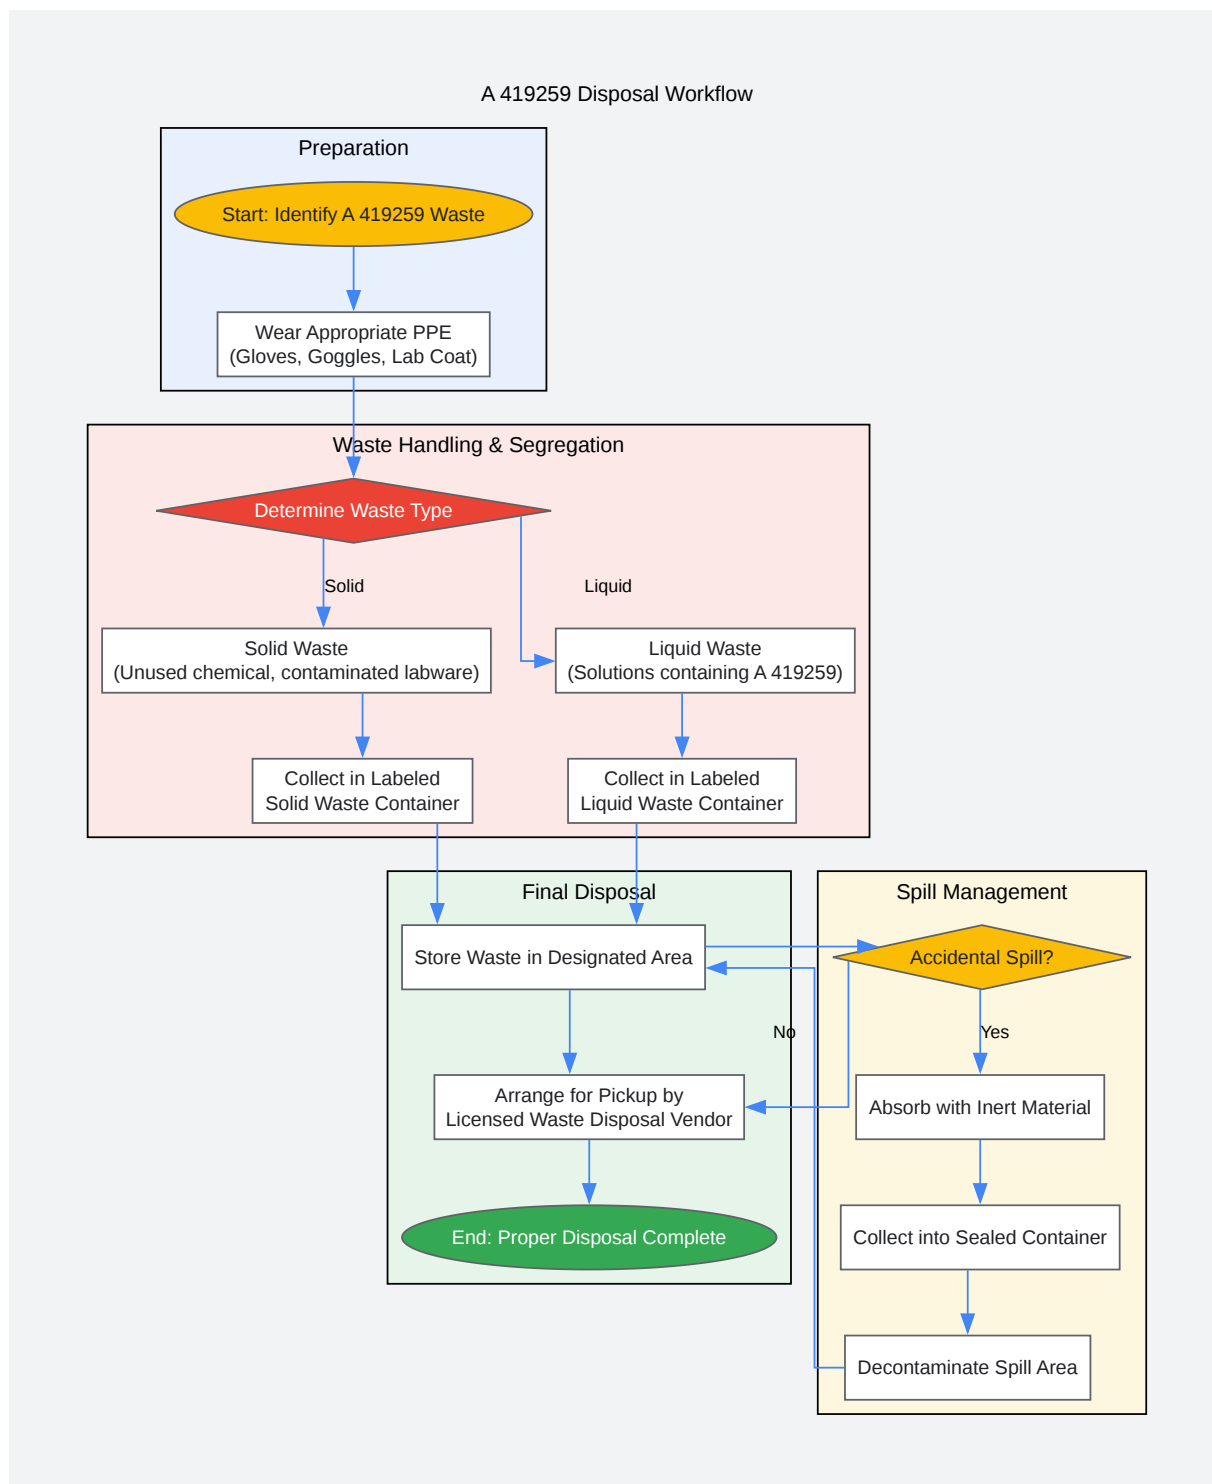 A 419259 Disposal Workflow
Preparation
Start: Identify A 419259 Waste
Wear Appropriate PPE
(Gloves, Goggles, Lab Coat)
Waste Handling & Segregation
Determine Waste Type
Solid
Liquid
Solid Waste
(Unused chemical, contaminated labware)
Liquid Waste
(Solutions containing A 419259)
Collect in Labeled
Solid Waste Container
Collect in Labeled
Liquid Waste Container
Final Disposal
Store Waste in Designated Area
No
Arrange for Pickup by
Licensed Waste Disposal Vendor
End: Proper Disposal Complete
Spill Management
Accidental Spill?
Yes
Absorb with Inert Material
Collect into Sealed Container
Decontaminate Spill Area